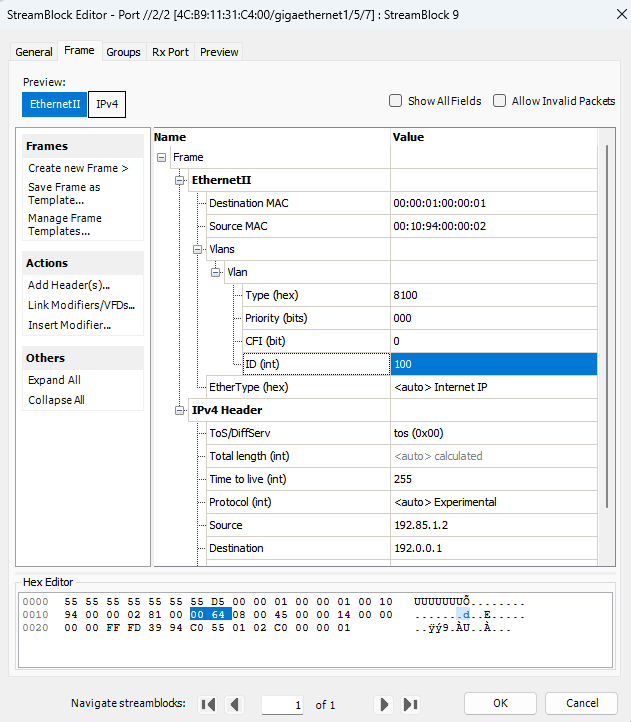 StreamBlock Editor - Port //2/2 [4C:B9:11:31:C4:00/gigaethernet1/5/7] : StreamBlock 9
General Frame Groups Rx Port Preview
Preview:
EthernetII IPv4
Show All Fields Allow Invalid Packets
Frames
Create new Frame >
Save Frame as
Template...
Manage Frame
Templates...
Actions
Add Header(s)...
Link Modifiers/VFDs...
Insert Modifier...
Others
Expand All
Collapse All
Name Value
Frame
EthernetII
Destination MAC 00:00:01:00:00:01
Source MAC 00:10:94:00:00:02
Vlans
Vlan
Type (hex) 8100
Priority (bits) 000
CFI (bit) 0
ID (int) 100
EtherType (hex) <auto> Internet IP
IPv4 Header
ToS/DiffServ tos (0x00)
Total length (int) <auto> calculated
Time to live (int) 255
Protocol (int) <auto> Experimental
Source 192.85.1.2
Destination 192.0.0.1
Hex Editor
0000 55 55 55 55 55 55 55 D5 00 00 01 00 00 01 00 10 UUUUUUUÕ........
0010 94 00 00 02 81 00 00 64 08 00 45 00 00 14 00 00 .......d..E.....
0020 00 00 FF FD 39 94 C0 55 01 02 C0 00 00 01 ..ÿý9.ÀU..À...
Navigate streamblocks: 1 of 1 OK Cancel